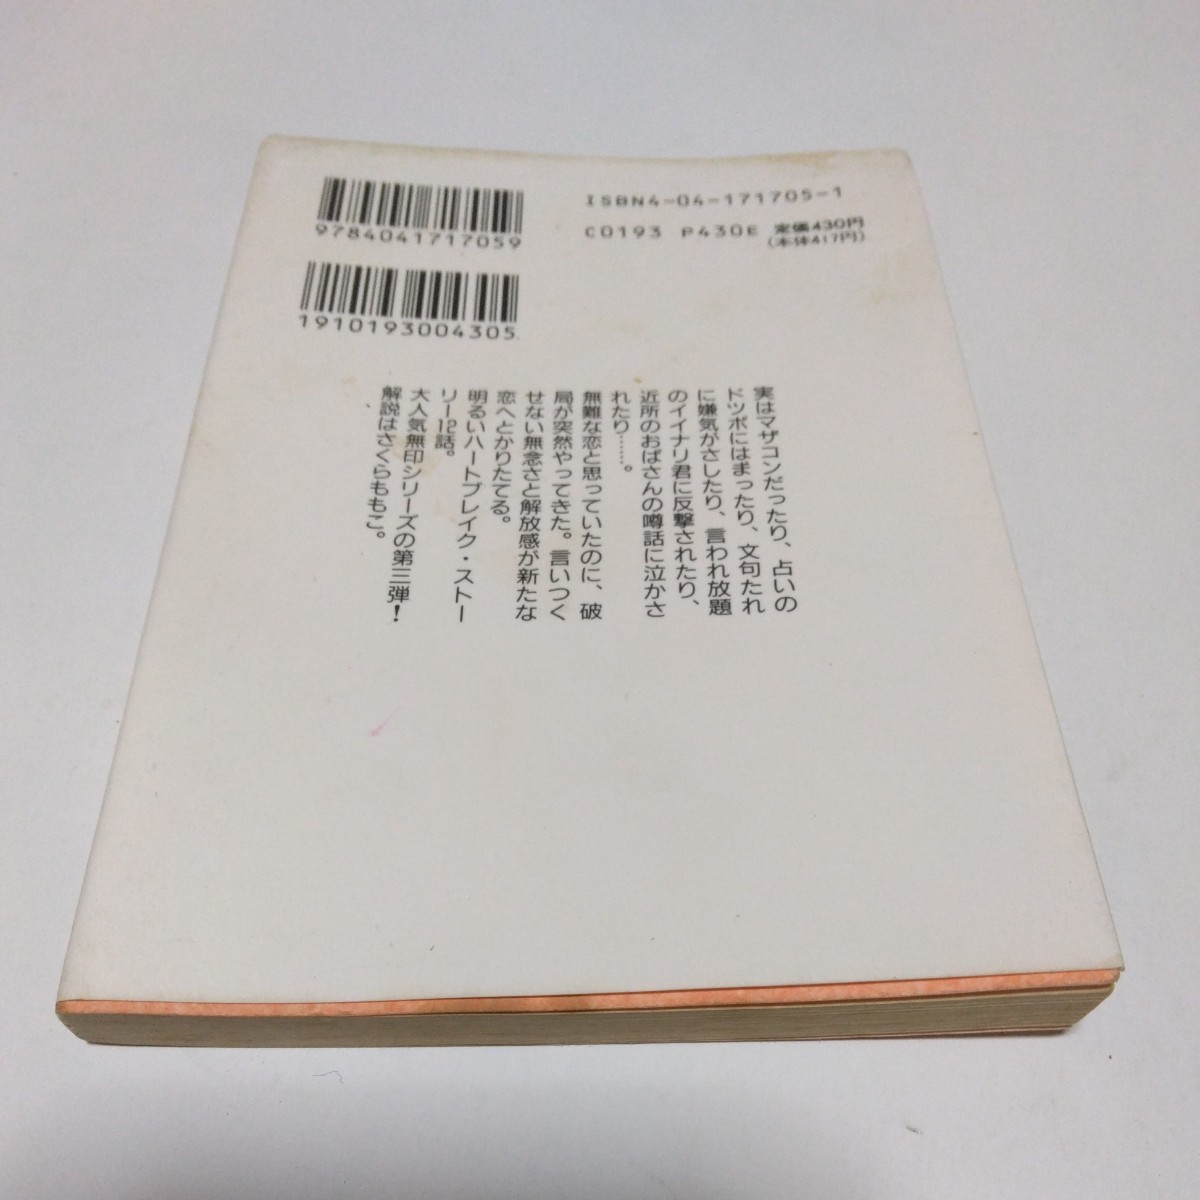 9784041717059
ISBN4-04-171705-1
C0193 P430E 定価430円
(本体417円)
1910193004305
実はマザコンだったり、占いの
ドツボにはまったり、文句たれ
に嫌気がさしたり、言われ放題
のイイナリ君に反撃されたり、
近所のおばさんの噂話に泣かさ
れたり……。
無難な恋と思っていたのに、破
局が突然やってきた。言いつく
せない無念さと解放感が新たな
恋へとかりたてる。
明るいハートブレイク・ストー
リー12話。
大人気無印シリーズの第三弾!
解説はさくらももこ。